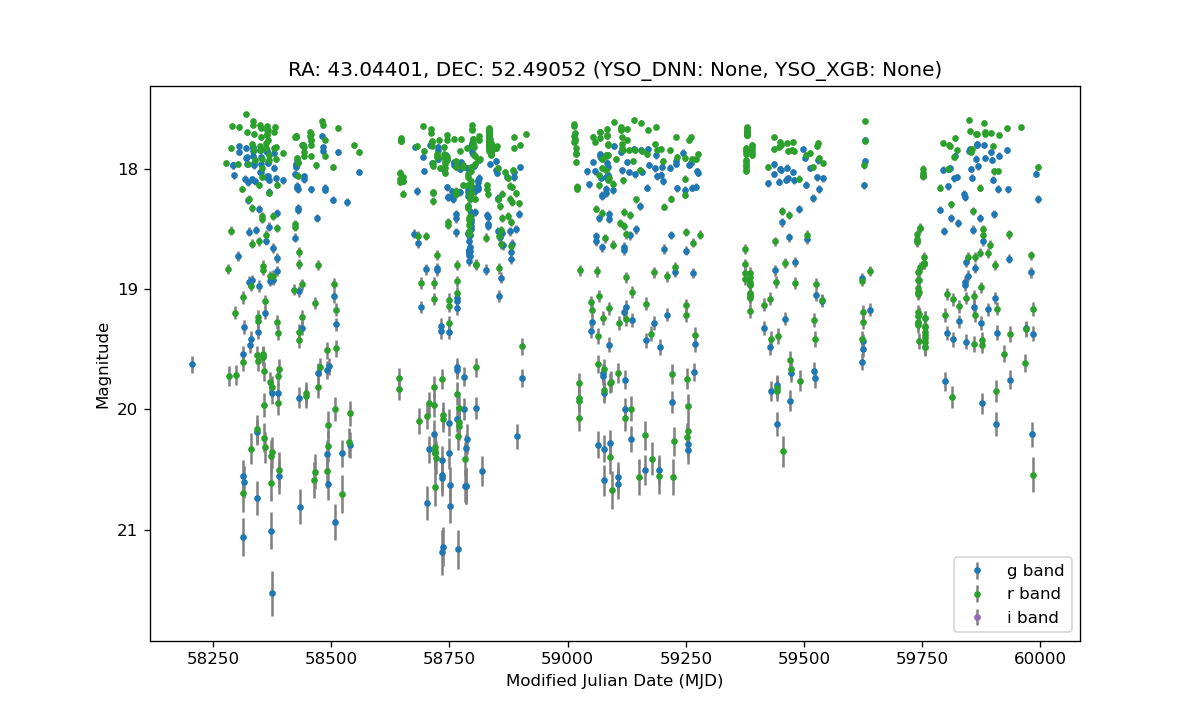 RA: 43.04401, DEC: 52.49052 (YSO_DNN: None, YSO_XGB: None)
18
19
20
21
Magnitude
58250 58500 58750 59000 59250 59500 59750 60000
Modified Julian Date (MJD)
g band
r band
i band